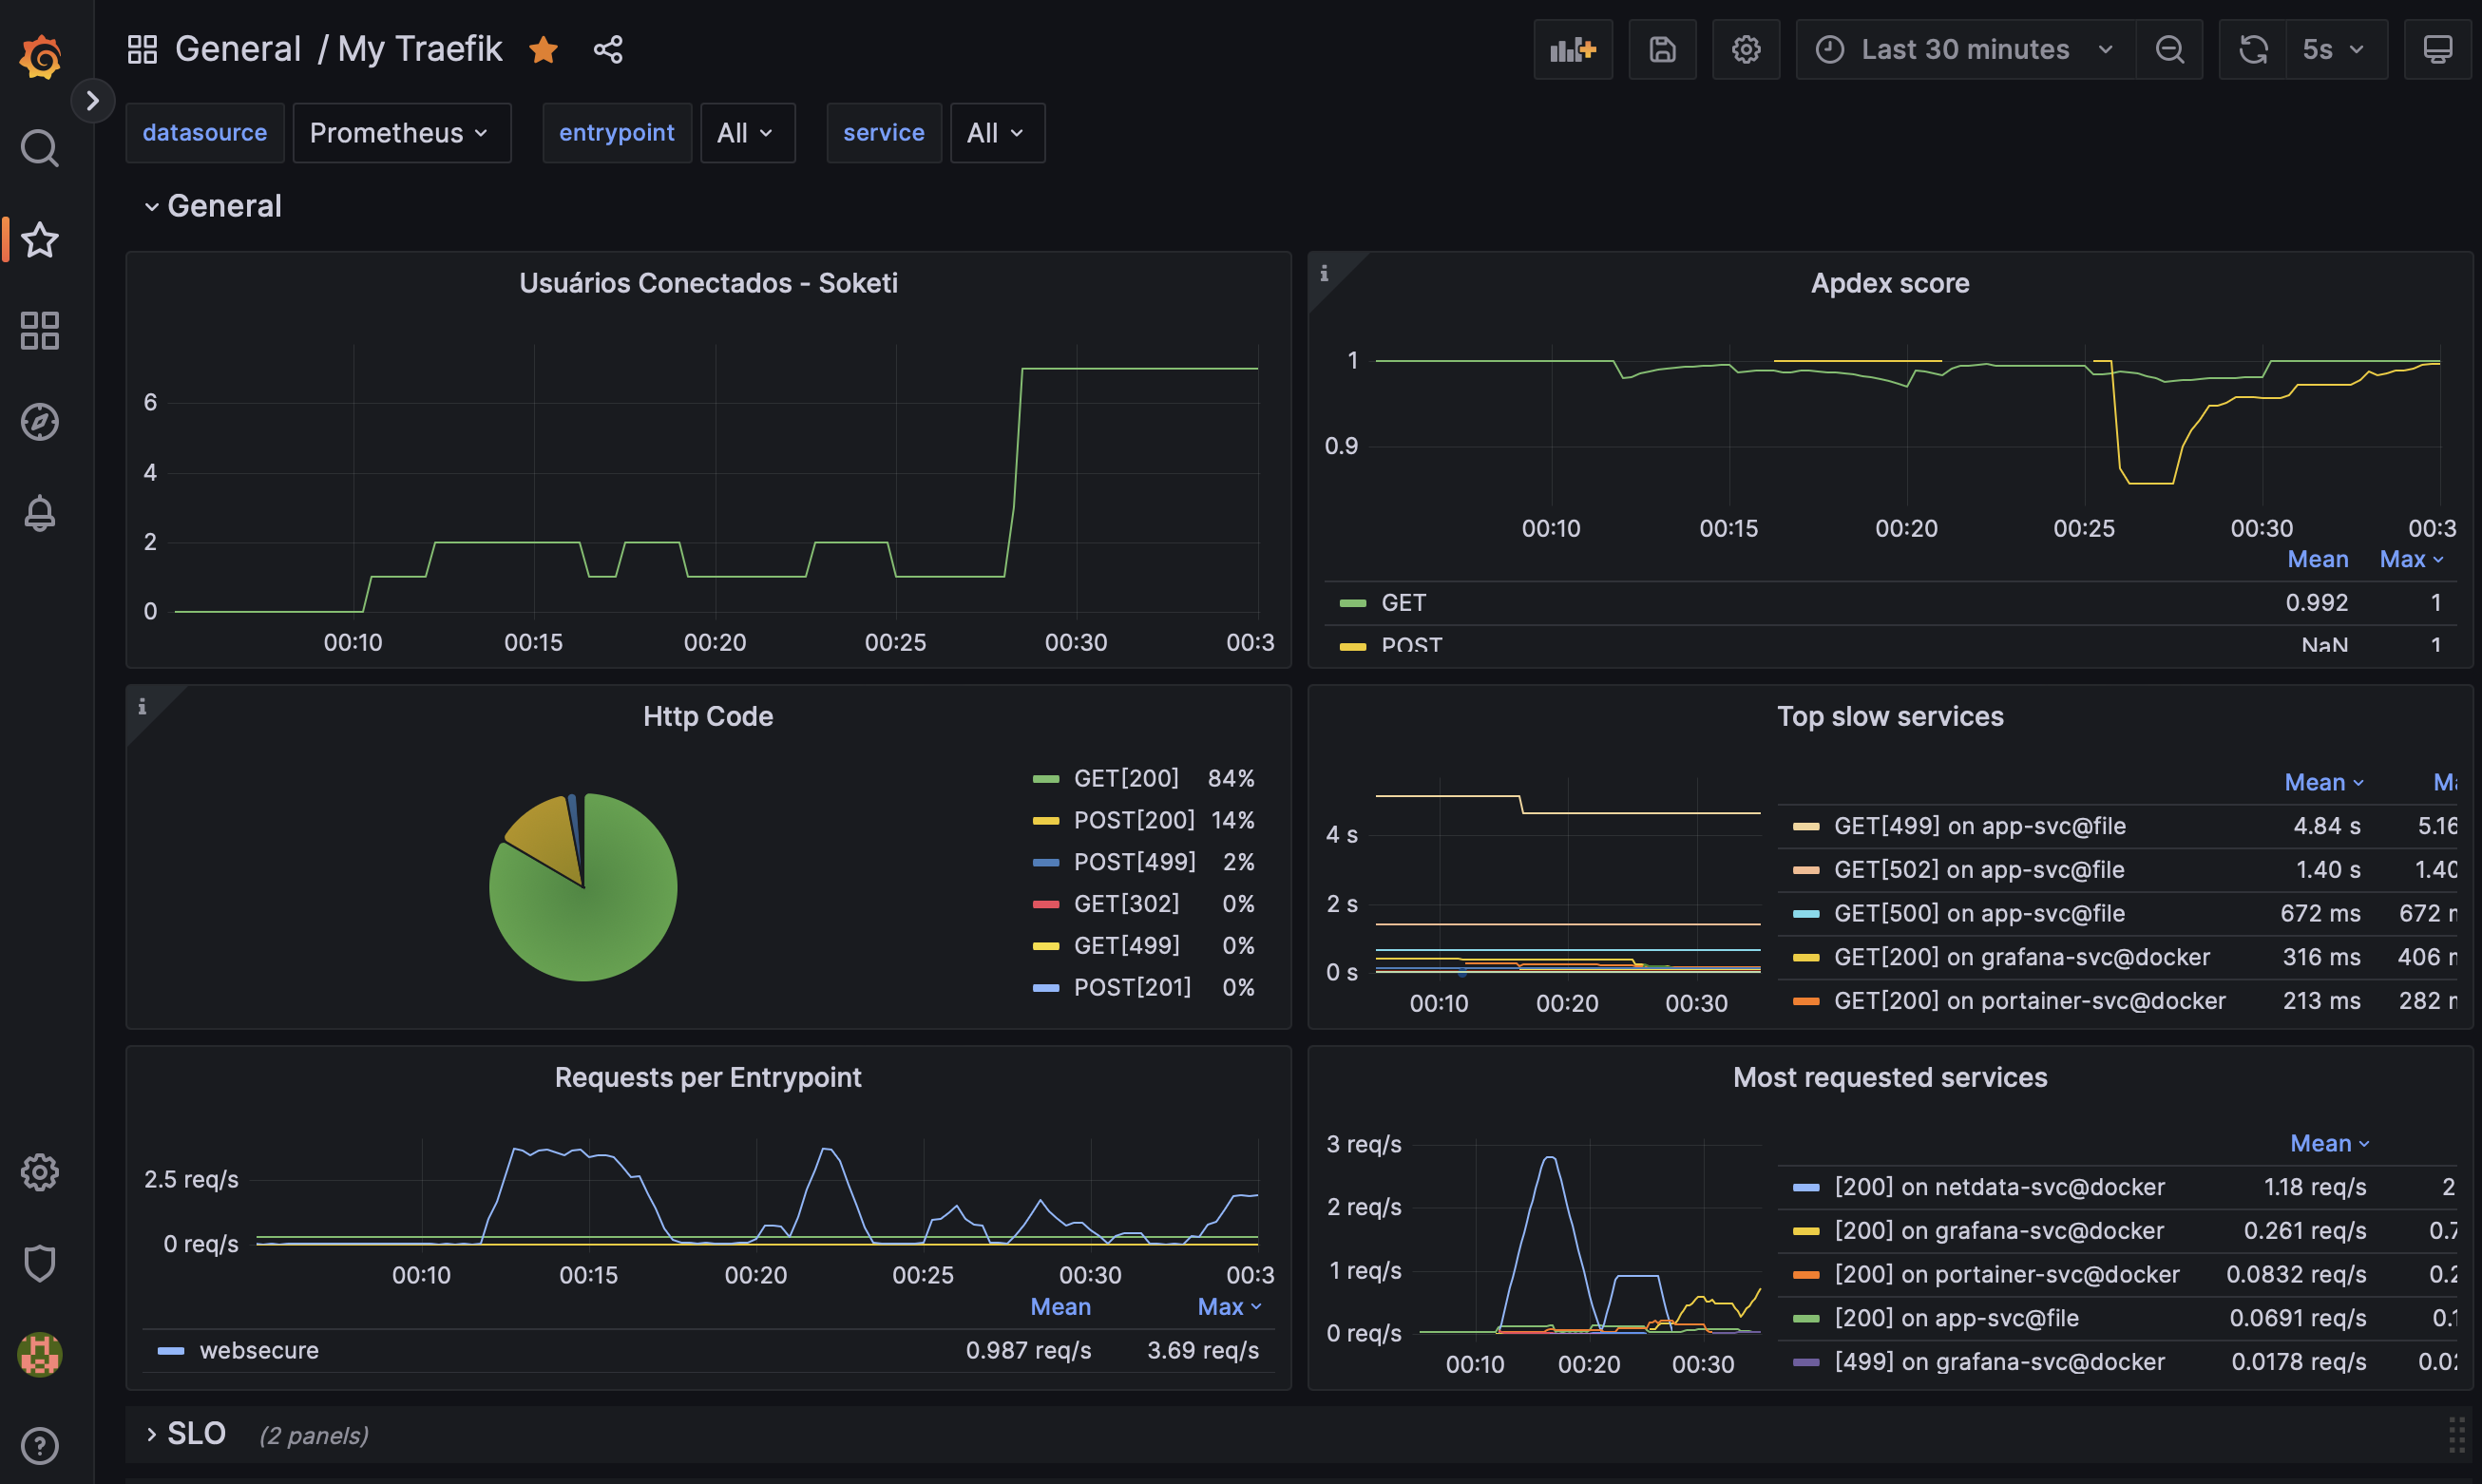 General / My Traefik
Last 30 minutes
5s
datasource Prometheus entrypoint All service All
General
Usuários Conectados - Soketi
6
4
2
0
00:10 00:15 00:20 00:25 00:30 00:3
Apdex score
1
0.9
00:10 00:15 00:20 00:25 00:30 00:3
Mean Max
GET 0.992 1
POST NaN 1
Http Code
GET[200] 84%
POST[200] 14%
POST[499] 2%
GET[302] 0%
GET[499] 0%
POST[201] 0%
Top slow services
4 s
2 s
0 s
00:10 00:20 00:30
Mean
GET[499] on app-svc@file 4.84 s 5.16
GET[502] on app-svc@file 1.40 s 1.40
GET[500] on app-svc@file 672 ms 672
GET[200] on grafana-svc@docker 316 ms 406
GET[200] on portainer-svc@docker 213 ms 282
Requests per Entrypoint
2.5 req/s
0 req/s
00:10 00:15 00:20 00:25 00:30 00:3
Mean Max
websecure 0.987 req/s 3.69 req/s
Most requested services
3 req/s
2 req/s
1 req/s
0 req/s
00:10 00:20 00:30
Mean
[200] on netdata-svc@docker 1.18 req/s 2
[200] on grafana-svc@docker 0.261 req/s 0.7
[200] on portainer-svc@docker 0.0832 req/s 0.2
[200] on app-svc@file 0.0691 req/s 0.1
[499] on grafana-svc@docker 0.0178 req/s 0.02
SLO (2 panels)